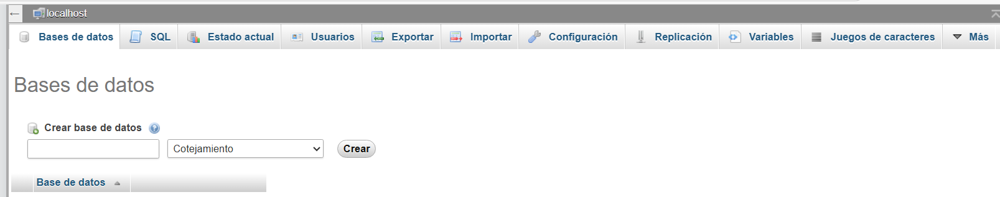 localhost
Bases de datos SQL Estado actual Usuarios Exportar Importar Configuración Replicación Variables Juegos de caracteres Más
Bases de datos
Crear base de datos
Cotejamiento Crear
Base de datos